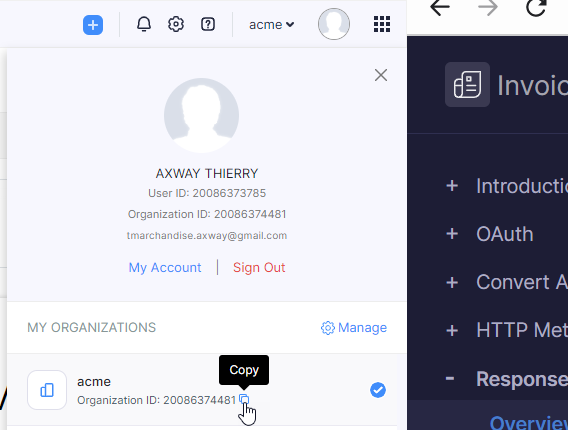 acme
AXWAY THIERRY
User ID: 20086373785
Organization ID: 20086374481
tmarchandise.axway@gmail.com
My Account | Sign Out
MY ORGANIZATIONS
Manage
Copy
acme
Organization ID: 20086374481
Invoic
+ Introductio
+ OAuth
+ Convert A
+ HTTP Met
- Response
Overview